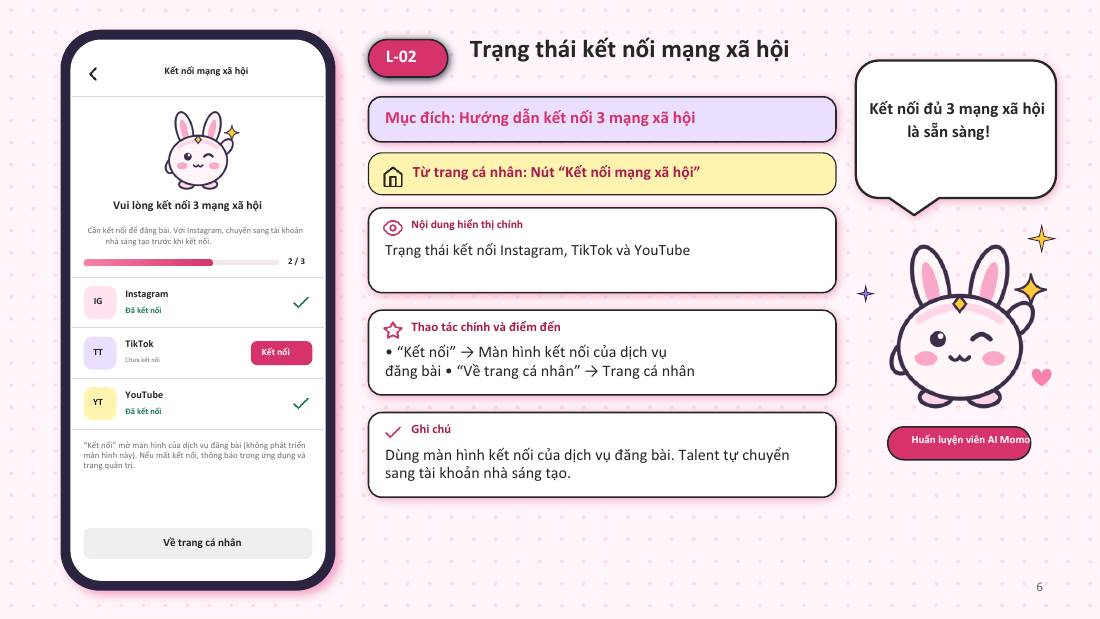 Kết nối mạng xã hội
Vui lòng kết nối 3 mạng xã hội
Cần kết nối để đăng bài. Với Instagram, chuyển sang tài khoản
nhà sáng tạo trước khi kết nối.
2 / 3
IG
Instagram
Đã kết nối
TT
TikTok
Chưa kết nối
Kết nối
YT
YouTube
Đã kết nối
“Kết nối” mở màn hình của dịch vụ đăng bài (không phát triển
màn hình này). Nếu mất kết nối, thông báo trong ứng dụng và
trang quản trị.
Về trang cá nhân
L-02
Trạng thái kết nối mạng xã hội
Mục đích: Hướng dẫn kết nối 3 mạng xã hội
Từ trang cá nhân: Nút “Kết nối mạng xã hội”
Nội dung hiển thị chính
Trạng thái kết nối Instagram, TikTok và YouTube
Thao tác chính và điểm đến
• “Kết nối” → Màn hình kết nối của dịch vụ
đăng bài • “Về trang cá nhân” → Trang cá nhân
Ghi chú
Dùng màn hình kết nối của dịch vụ đăng bài. Talent tự chuyển
sang tài khoản nhà sáng tạo.
Kết nối đủ 3 mạng xã hội
là sẵn sàng!
Huấn luyện viên AI Momo
6